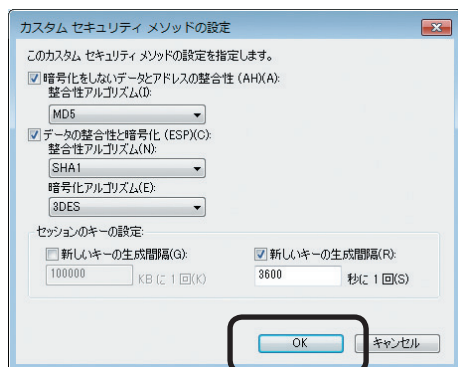 カスタム セキュリティ メソッドの設定
このカスタム セキュリティ メソッドの設定を指定します。
暗号化をしないデータとアドレスの整合性 (AH)(A):
整合性アルゴリズム(I):
MD5
データの整合性と暗号化 (ESP)(C):
整合性アルゴリズム(N):
SHA1
暗号化アルゴリズム(E):
3DES
セッションのキーの設定:
新しいキーの生成間隔(G): 新しいキーの生成間隔(R):
100000 KB に 1 回(K) 3600 秒に 1 回(S)
OK キャンセル